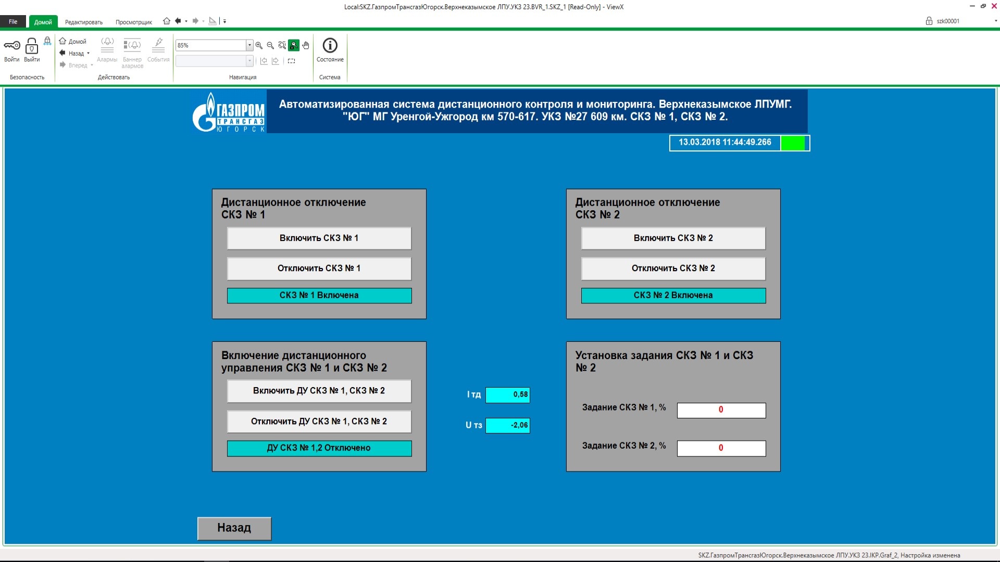 Local:SKZ.ГазпромТрансгазЮгорск.Верхнеказымское ЛПУ.УКЗ 23.BVR_1.SKZ_1 [Read-Only] - ViewX
File
Домой
Редактировать
Просмотрщик
szk00001
Войти
Выйти
Безопасность
Домой
Назад
Вперед
Алармы
Баннер
алармов
События
Действовать
85%
Навигация
Состояние
Система
ГАЗПРОМ
ТРАНСГАЗ
ЮГОРСК
Автоматизированная система дистанционного контроля и мониторинга. Верхнеказымское ЛПУМГ.
"ЮГ" МГ Уренгой-Ужгород км 570-617. УКЗ №27 609 км. СКЗ № 1, СКЗ № 2.
13.03.2018 11:44:49.266
Дистанционное отключение
СКЗ № 1
Включить СКЗ № 1
Отключить СКЗ № 1
СКЗ № 1 Включена
Дистанционное отключение
СКЗ № 2
Включить СКЗ № 2
Отключить СКЗ № 2
СКЗ № 2 Включена
Включение дистанционного
управления СКЗ № 1 и СКЗ № 2
Включить ДУ СКЗ № 1, СКЗ № 2
Отключить ДУ СКЗ № 1, СКЗ № 2
ДУ СКЗ № 1,2 Отключено
I тд 0,58
U тз -2,06
Установка задания СКЗ № 1 и СКЗ
№ 2
Задание СКЗ № 1, % 0
Задание СКЗ № 2, % 0
Назад
SKZ.ГазпромТрансгазЮгорск.Верхнеказымское ЛПУ.УКЗ 23.IKP.Graf_2, Настройка изменена